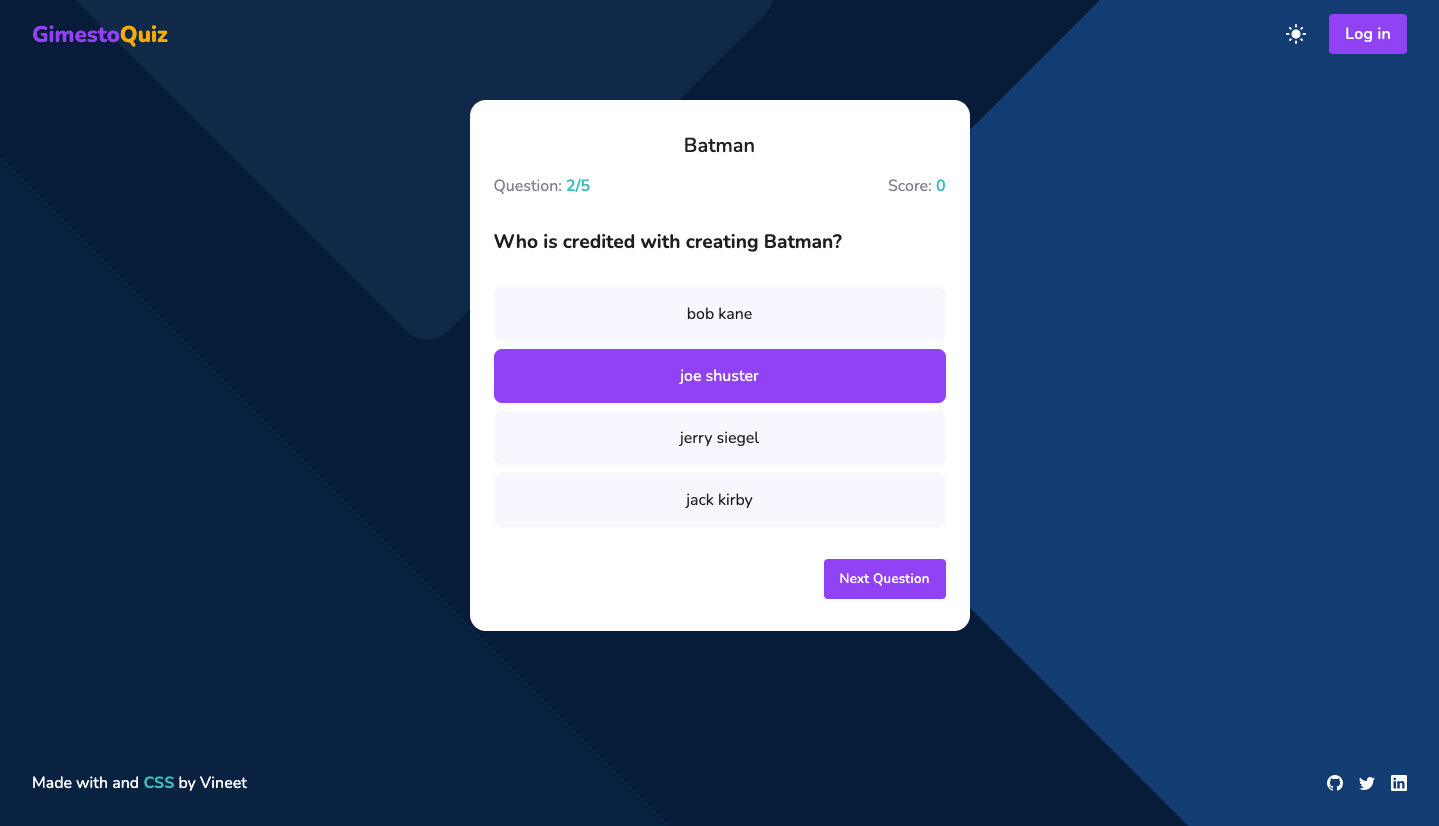 GimestoQuiz
Log in
Batman
Question: 2/5
Score: 0
Who is credited with creating Batman?
bob kane
joe shuster
jerry siegel
jack kirby
Next Question
Made with and CSS by Vineet